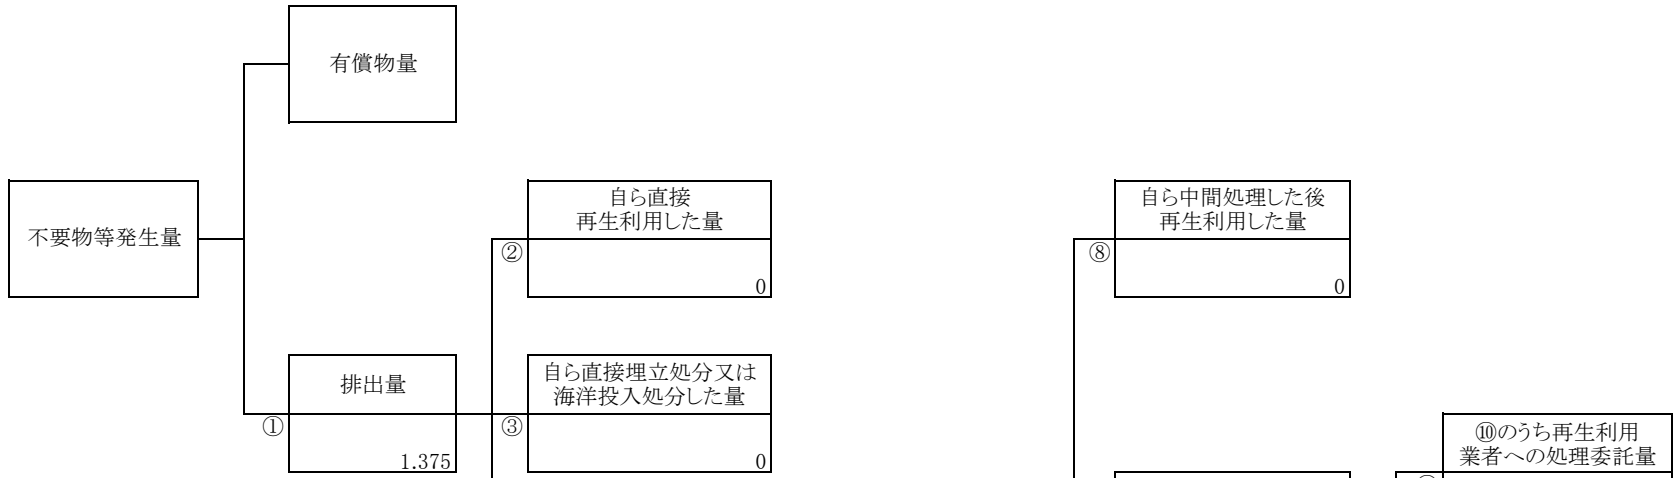 有償物量
不要物等発生量
自ら直接
再生利用した量
②
0
自ら中間処理した後
再生利用した量
⑧
0
排出量
①
1.375
自ら直接埋立処分又は
海洋投入処分した量
③
0
⑩のうち再生利用
業者への処理委託量